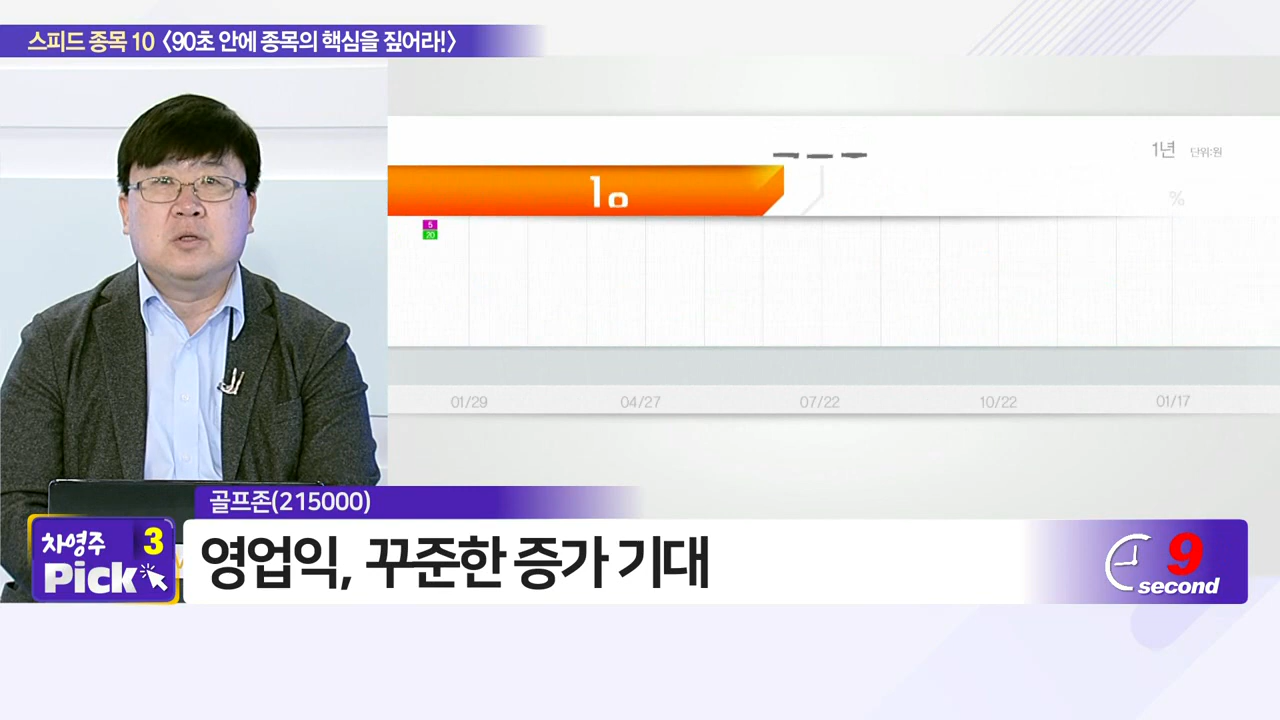 스피드 종목 10 <90초 안에 종목의 핵심을 짚어라!>
1년 단위:원
%
5
20
01/29 04/27 07/22 10/22 01/17
골프존(215000)
차영주 3
Pick
영업익, 꾸준한 증가 기대
9
second